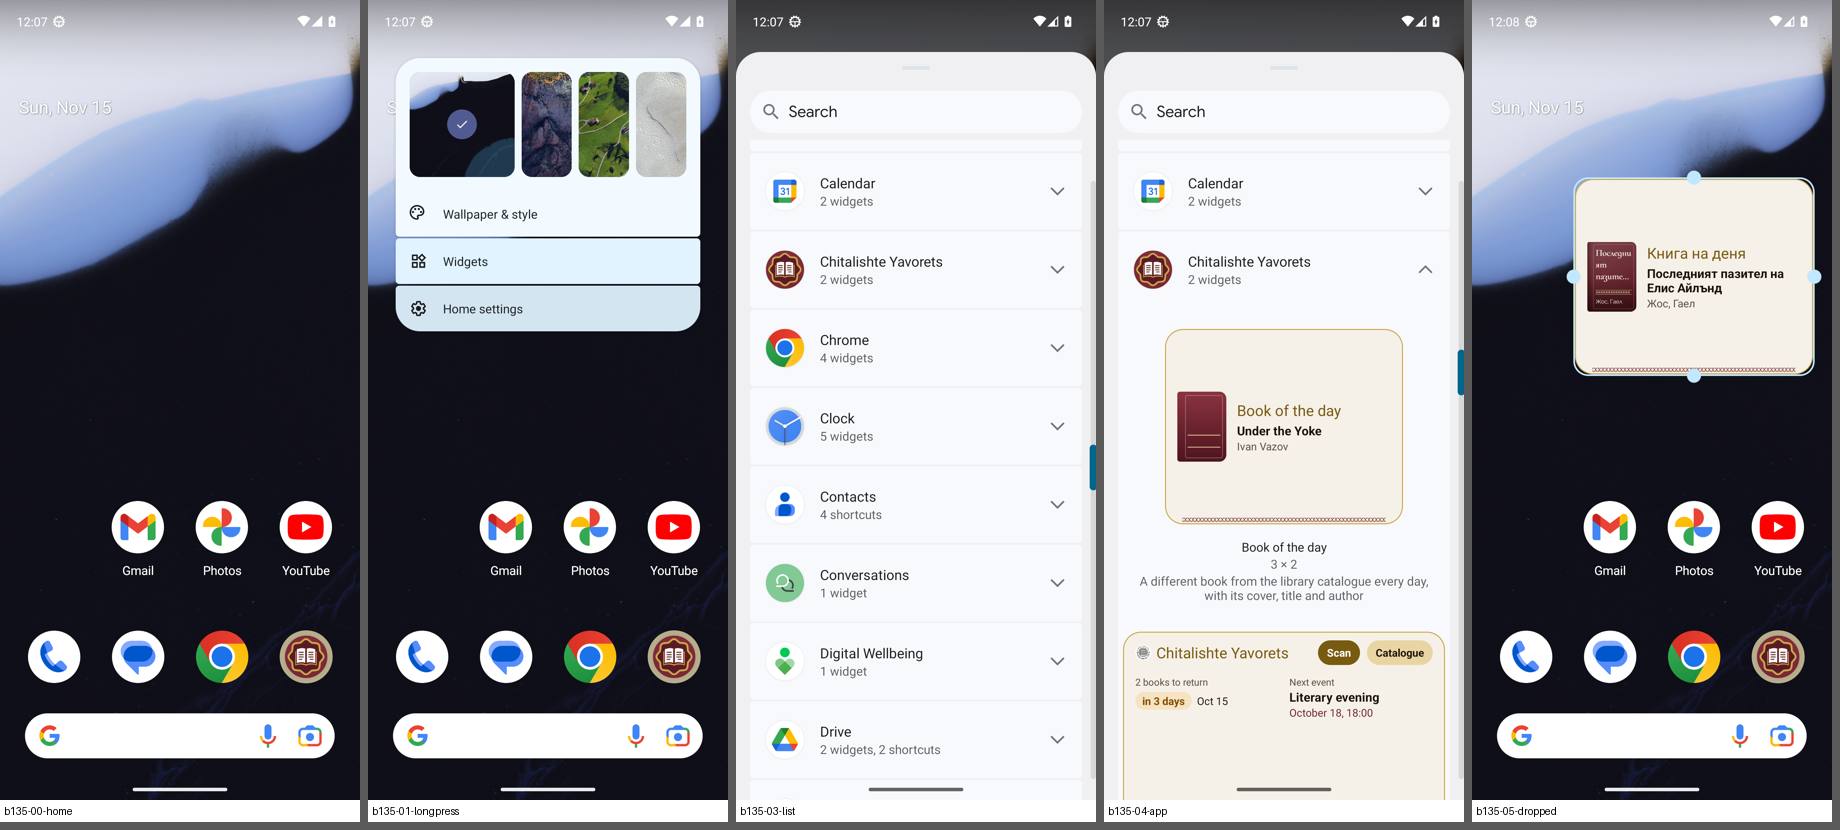 12:07
Sun, Nov 15
Gmail
Photos
YouTube
b135-00-home
12:07
S
Wallpaper & style
Widgets
Home settings
Gmail
Photos
YouTube
b135-01-longpress
12:07
Search
31
Calendar
2 widgets
Chitalishte Yavorets
2 widgets
Chrome
4 widgets
Clock
5 widgets
Contacts
4 shortcuts
Conversations
1 widget
Digital Wellbeing
1 widget
Drive
2 widgets, 2 shortcuts
b135-03-list
12:07
Search
31
Calendar
2 widgets
Chitalishte Yavorets
2 widgets
Book of the day
Under the Yoke
Ivan Vazov
Book of the day
3 × 2
A different book from the library catalogue every day,
with its cover, title and author
Chitalishte Yavorets
Scan
Catalogue
2 books to return
in 3 days Oct 15
Next event
Literary evening
October 18, 18:00
b135-04-app
12:08
Sun, Nov 15
Последни
ят
пазите...
Жос, Гаел
Книга на деня
Последният пазител на
Елис Айлънд
Жос, Гаел
Gmail
Photos
YouTube
b135-05-dropped